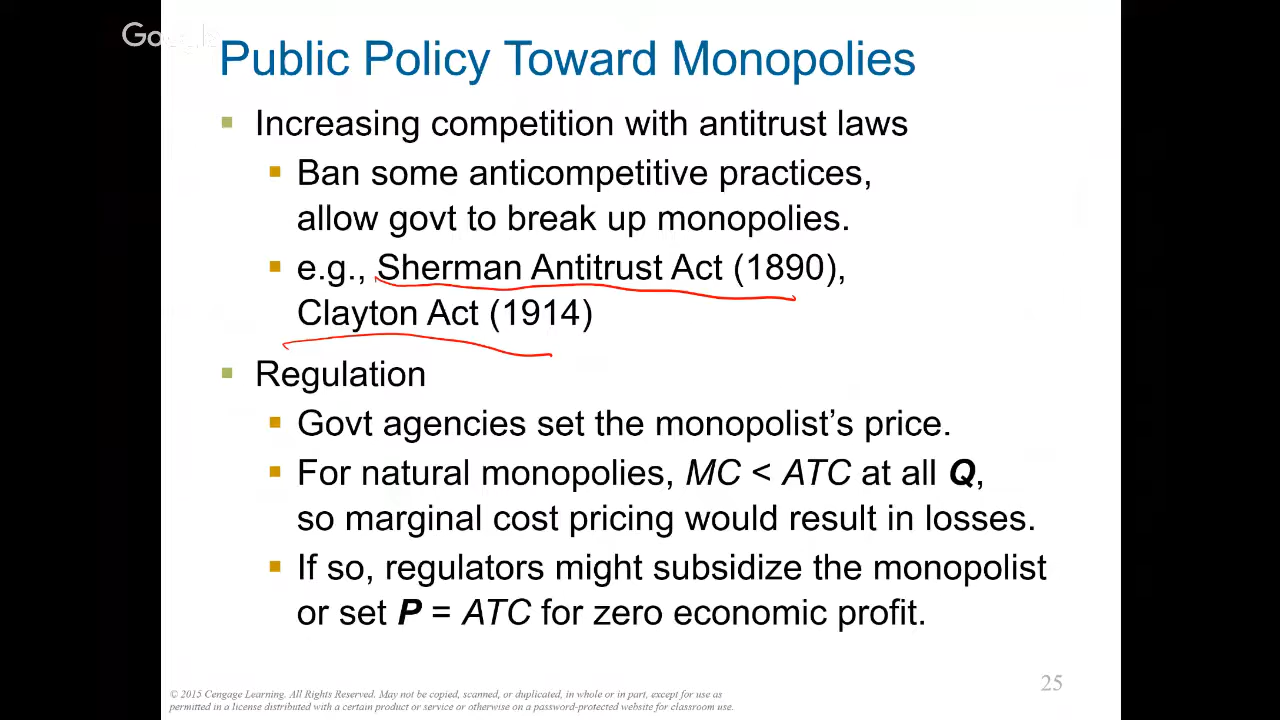 Google
Public Policy Toward Monopolies
Increasing competition with antitrust laws
Ban some anticompetitive practices,
allow govt to break up monopolies.
e.g., Sherman Antitrust Act (1890),
Clayton Act (1914)
Regulation
Govt agencies set the monopolist’s price.
For natural monopolies, MC < ATC at all Q,
so marginal cost pricing would result in losses.
If so, regulators might subsidize the monopolist
or set P = ATC for zero economic profit.
© 2015 Cengage Learning. All Rights Reserved. May not be copied, scanned, or duplicated, in whole or in part, except for use as
permitted in a license distributed with a certain product or service or otherwise on a password-protected website for classroom use.
25